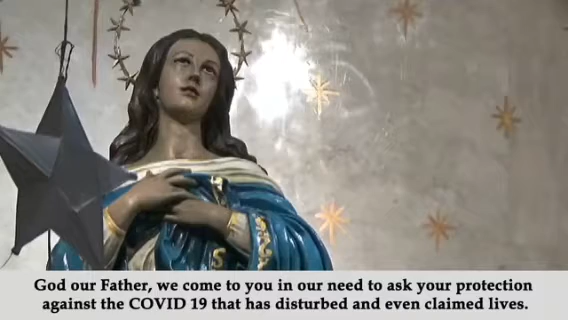 God our Father, we come to you in our need to ask your protection
against the COVID 19 that has disturbed and even claimed lives.